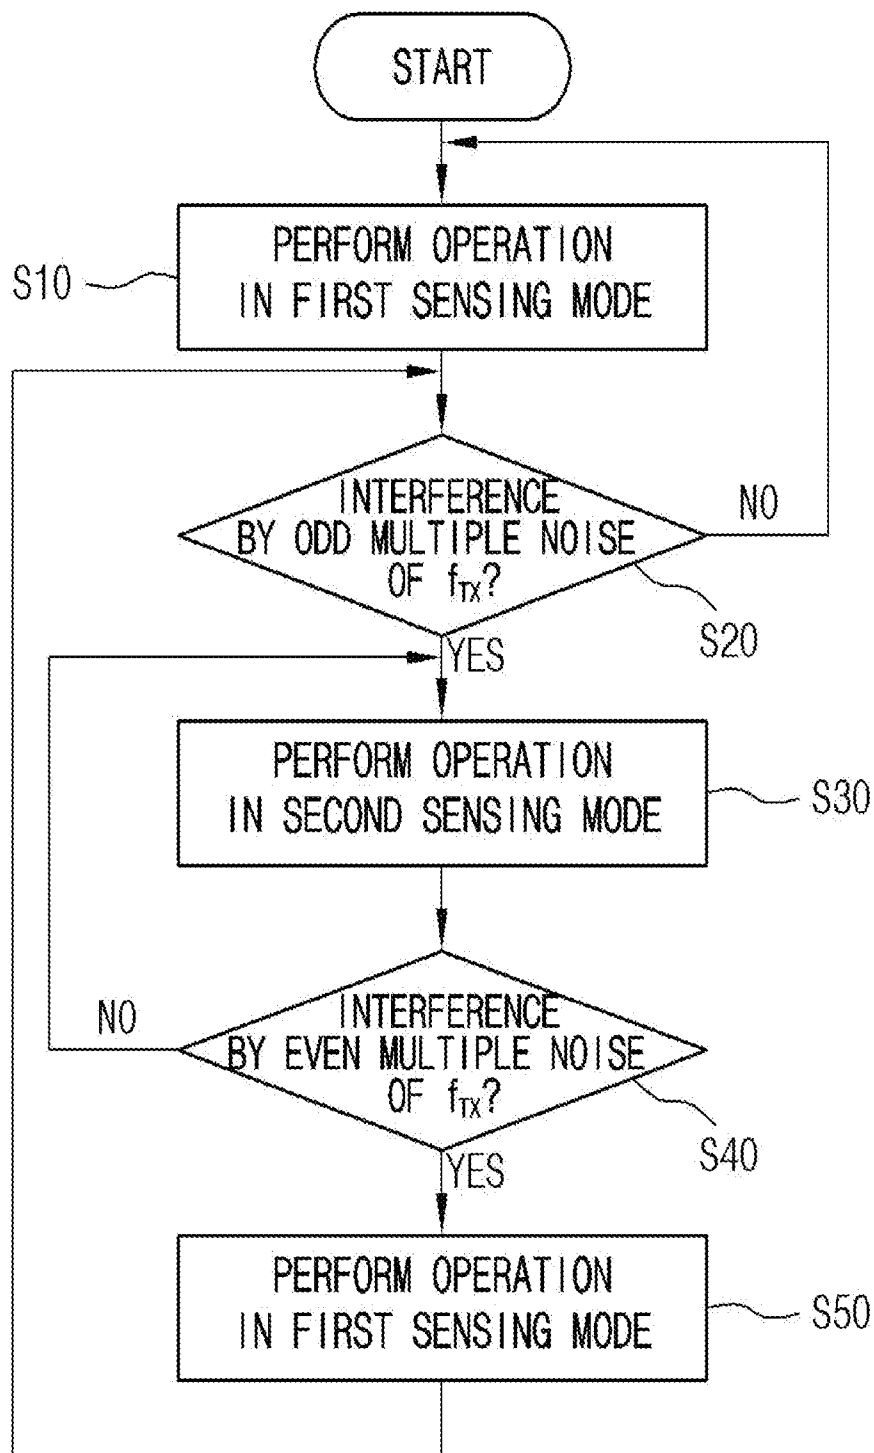 START
PERFORM OPERATION
IN FIRST SENSING MODE
S10
INTERFERENCE
BY ODD MULTIPLE NOISE
OF fTX?
NO
S20
YES
PERFORM OPERATION
IN SECOND SENSING MODE
S30
INTERFERENCE
BY EVEN MULTIPLE NOISE
OF fTX?
NO
S40
YES
PERFORM OPERATION
IN FIRST SENSING MODE
S50